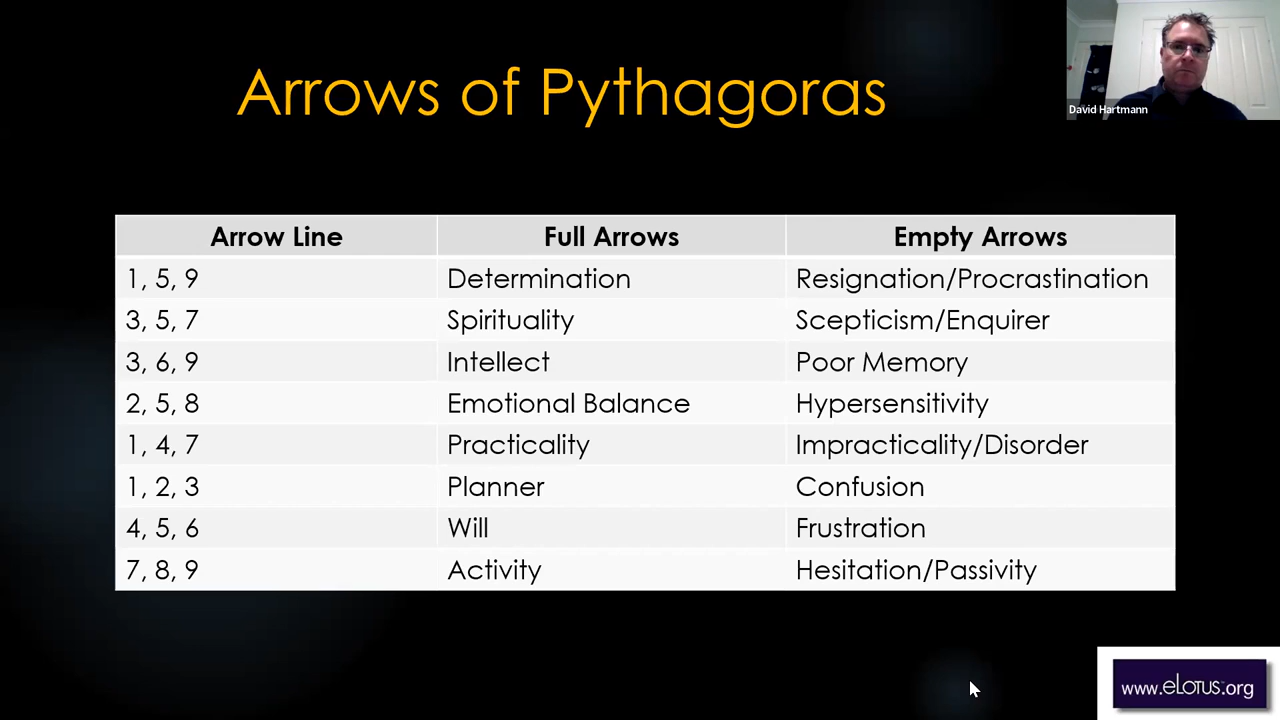 Arrows of Pythagoras
David Hartmann
Arrow Line Full Arrows Empty Arrows
1, 5, 9 Determination Resignation/Procrastination
3, 5, 7 Spirituality Scepticism/Enquirer
3, 6, 9 Intellect Poor Memory
2, 5, 8 Emotional Balance Hypersensitivity
1, 4, 7 Practicality Impracticality/Disorder
1, 2, 3 Planner Confusion
4, 5, 6 Will Frustration
7, 8, 9 Activity Hesitation/Passivity
www.eLotus.org